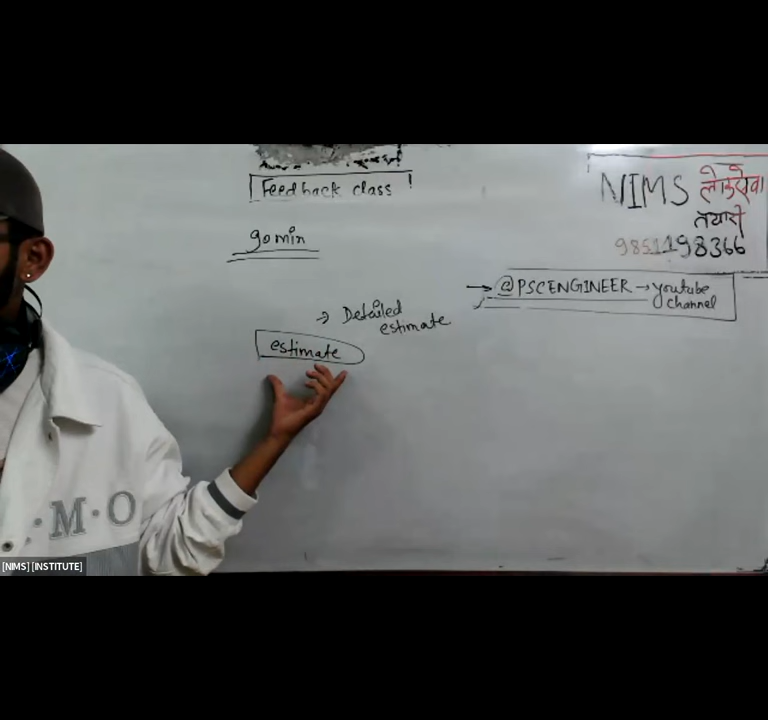 Feedback class !
90 min
→ Detailed
estimate
estimate
NIMS लोकसेवा
तयारी
9851198366
→ @PSCENGINEER → youtube
channel
[NIMS] [INSTITUTE]
M·O